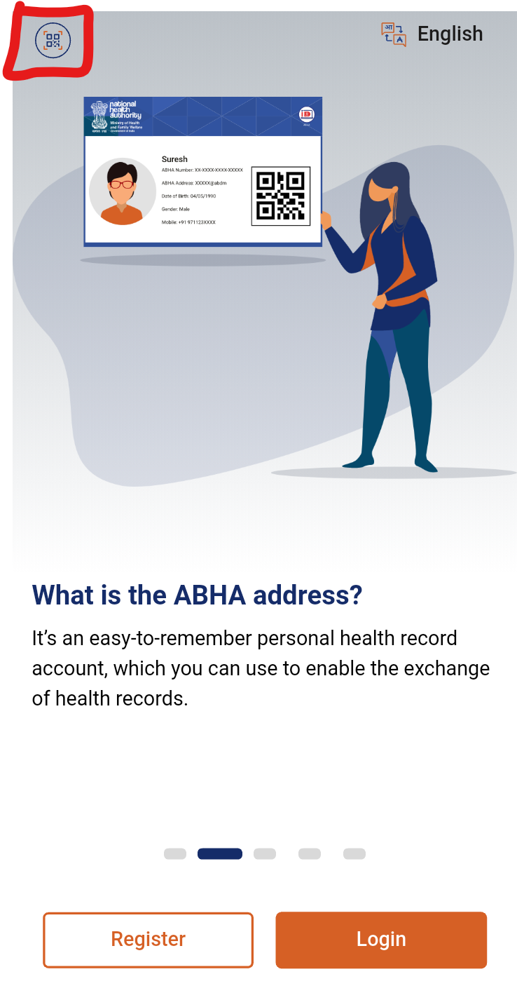 आ
A
English
national
health
authority
Ministry of Health
and Family Welfare
Government of India
Suresh
ABHA Number: XX-XXXX-XXXX-XXXXX
ABHA Address: XXXXX@abdm
Date of Birth: 04/05/1990
Gender: Male
Mobile: +91 971123XXXX
What is the ABHA address?
It’s an easy-to-remember personal health record
account, which you can use to enable the exchange
of health records.
Register
Login